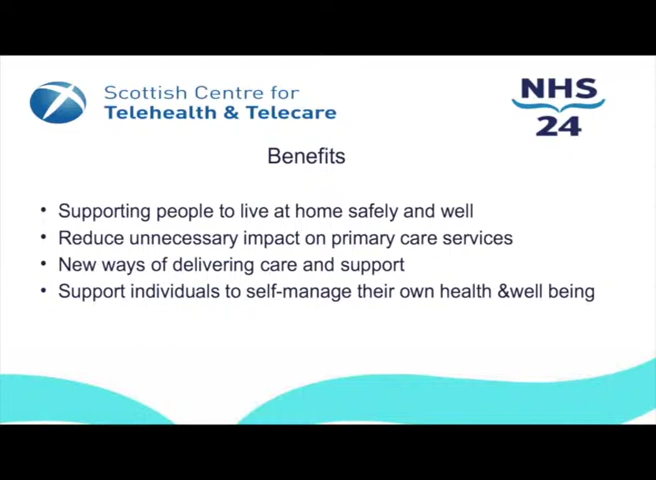 Scottish Centre for
Telehealth & Telecare
NHS
24
Benefits
• Supporting people to live at home safely and well
• Reduce unnecessary impact on primary care services
• New ways of delivering care and support
• Support individuals to self-manage their own health &well being